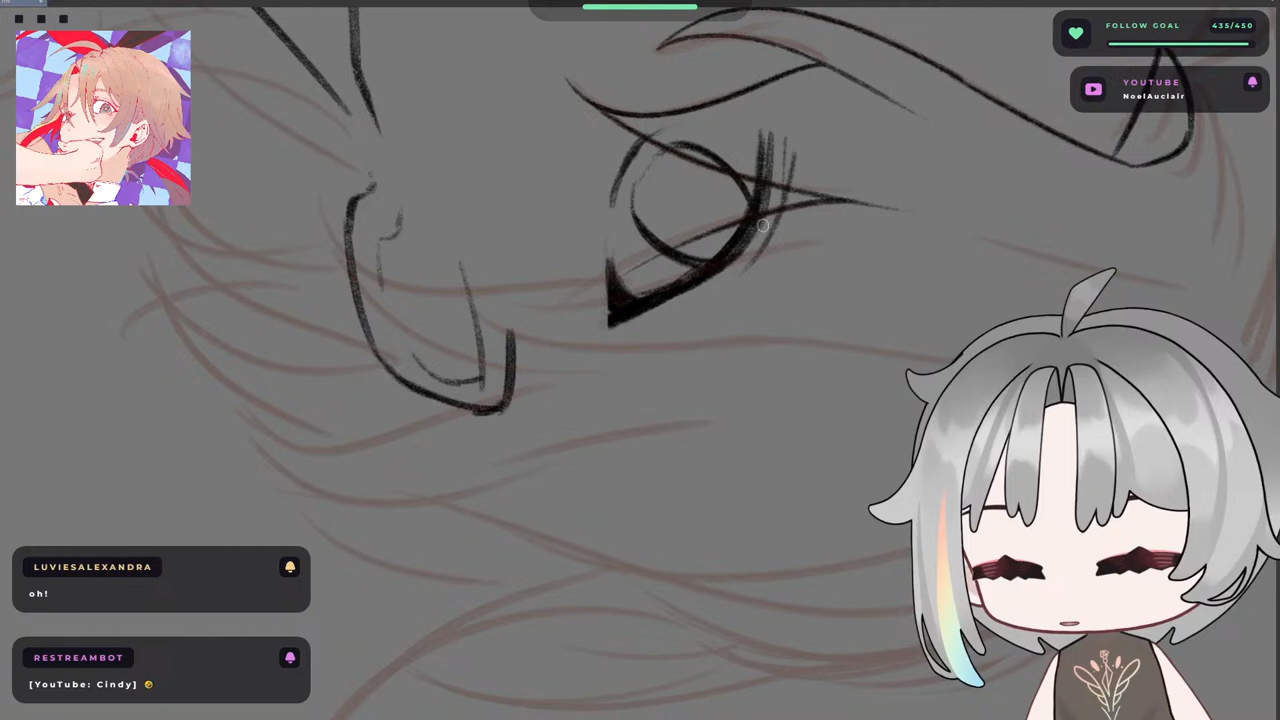 FOLLOW GOAL 435/450
YOUTUBE
NoelAuclair
LUVIESALEXANDRA
oh!
RESTREAMBOT
[YouTube: Cindy] 🤣